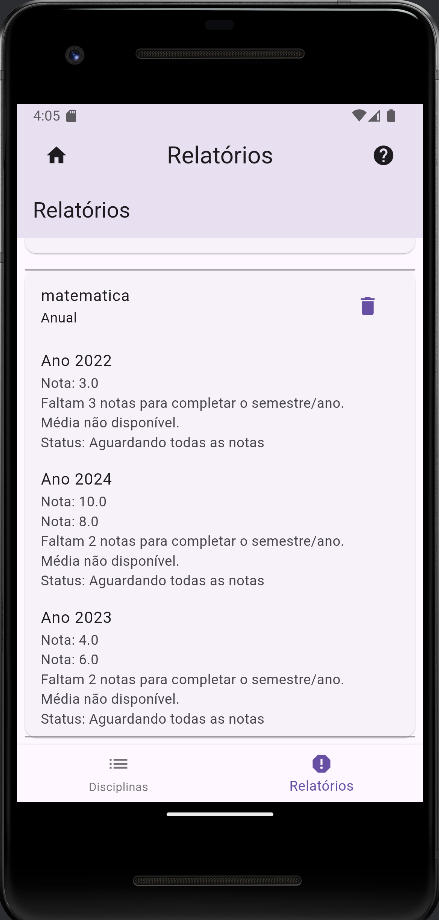 4:05
Relatórios
Relatórios
matematica
Anual
Ano 2022
Nota: 3.0
Faltam 3 notas para completar o semestre/ano.
Média não disponível.
Status: Aguardando todas as notas
Ano 2024
Nota: 10.0
Nota: 8.0
Faltam 2 notas para completar o semestre/ano.
Média não disponível.
Status: Aguardando todas as notas
Ano 2023
Nota: 4.0
Nota: 6.0
Faltam 2 notas para completar o semestre/ano.
Média não disponível.
Status: Aguardando todas as notas
Disciplinas
Relatórios